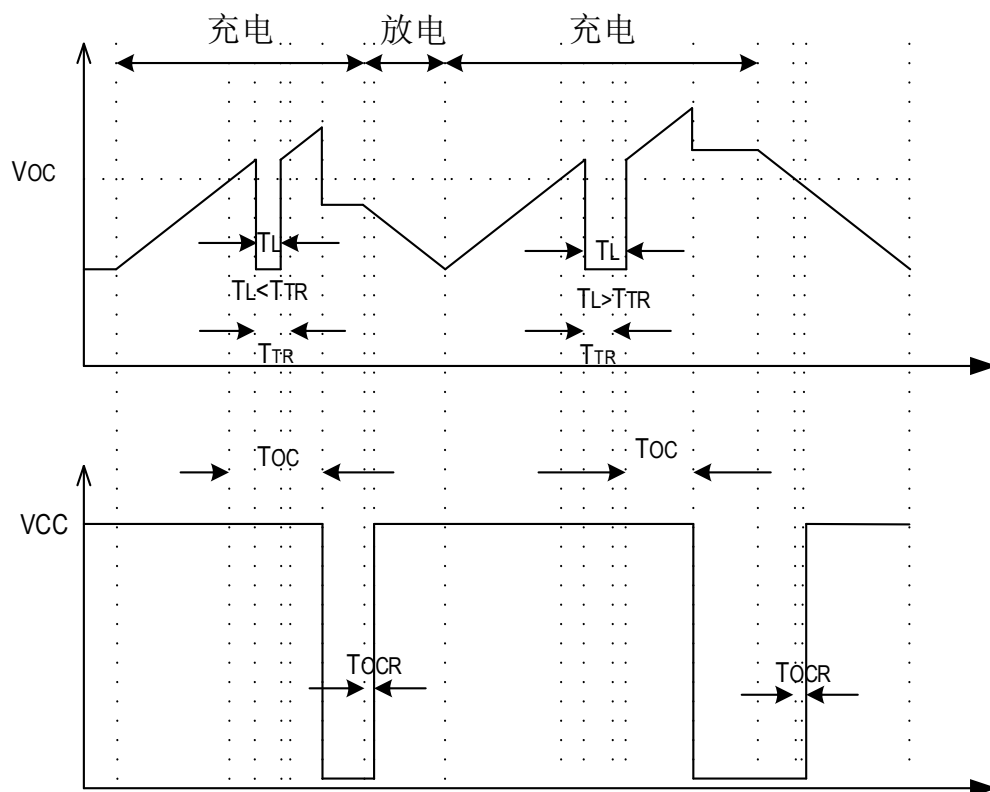 充电 放电 充电
VOC
TL TL
TL<TTR TL>TTR
TTR TTR
TOC TOC
VCC
TOCR TOCR